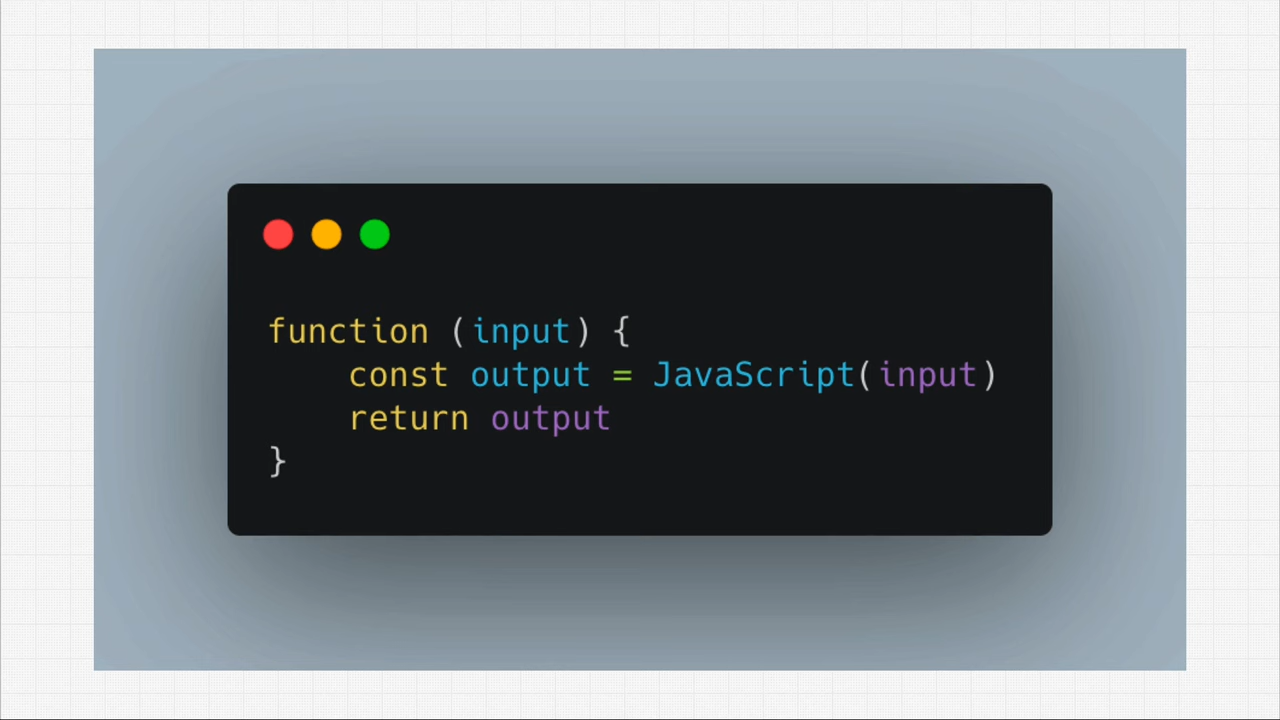 function (input) {
    const output = JavaScript(input)
    return output
}